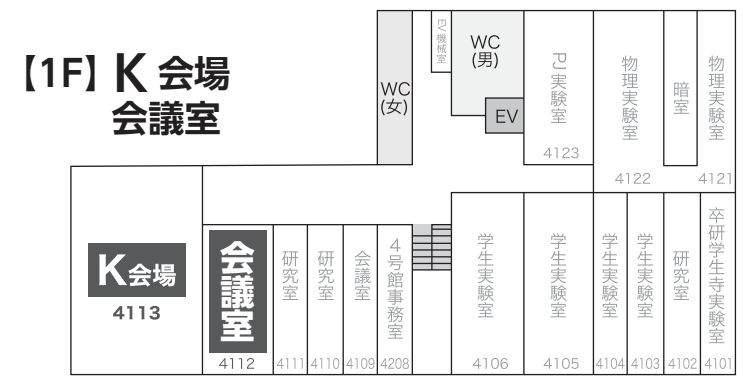 【1F】 K 会場
会議室
WC
(女)
EV機械室
WC
(男)
EV
PJ実験室
4123
物理実験室
4122
暗室
物理実験室
4121
K会場
4113
会議室
4112
研究室
4111
研究室
4110
会議室
4109
4号館事務室
4208
学生実験室
4106
学生実験室
4105
学生実験室
4104
学生実験室
4103
研究室
4102
卒研学生寺実験室
4101